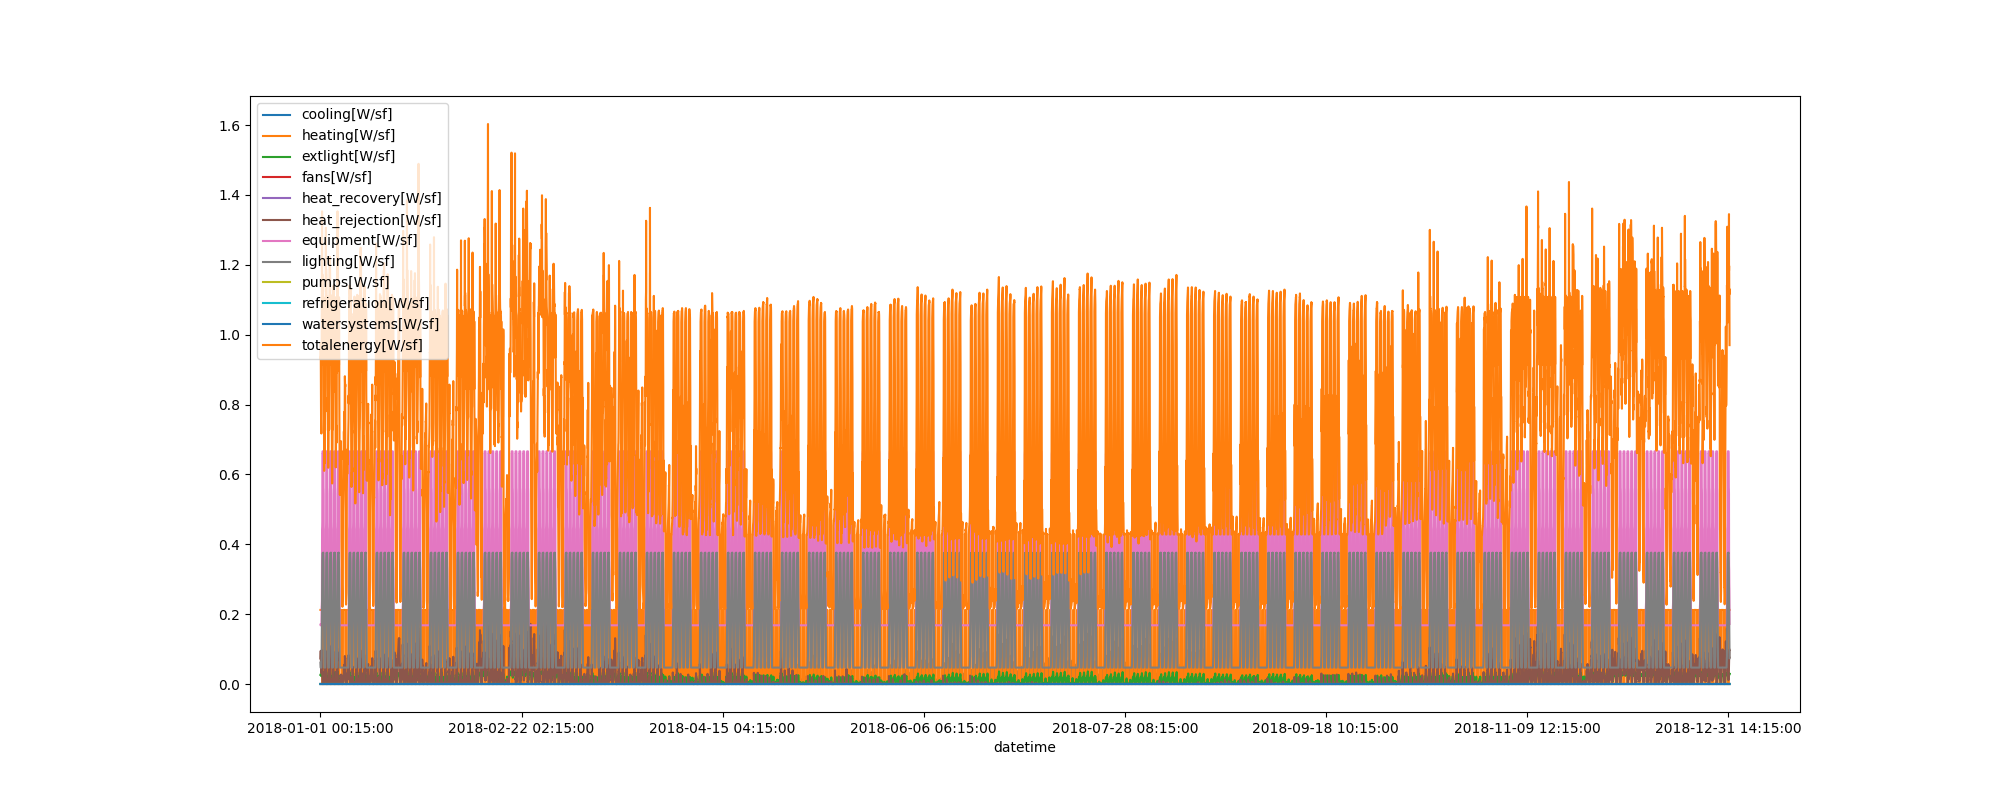 1.6
1.4
1.2
1.0
0.8
0.6
0.4
0.2
0.0
cooling[W/sf]
heating[W/sf]
extlight[W/sf]
fans[W/sf]
heat_recovery[W/sf]
heat_rejection[W/sf]
equipment[W/sf]
lighting[W/sf]
pumps[W/sf]
refrigeration[W/sf]
watersystems[W/sf]
totalenergy[W/sf]
2018-01-01 00:15:00 2018-02-22 02:15:00 2018-04-15 04:15:00 2018-06-06 06:15:00 2018-07-28 08:15:00 2018-09-18 10:15:00 2018-11-09 12:15:00 2018-12-31 14:15:00
datetime